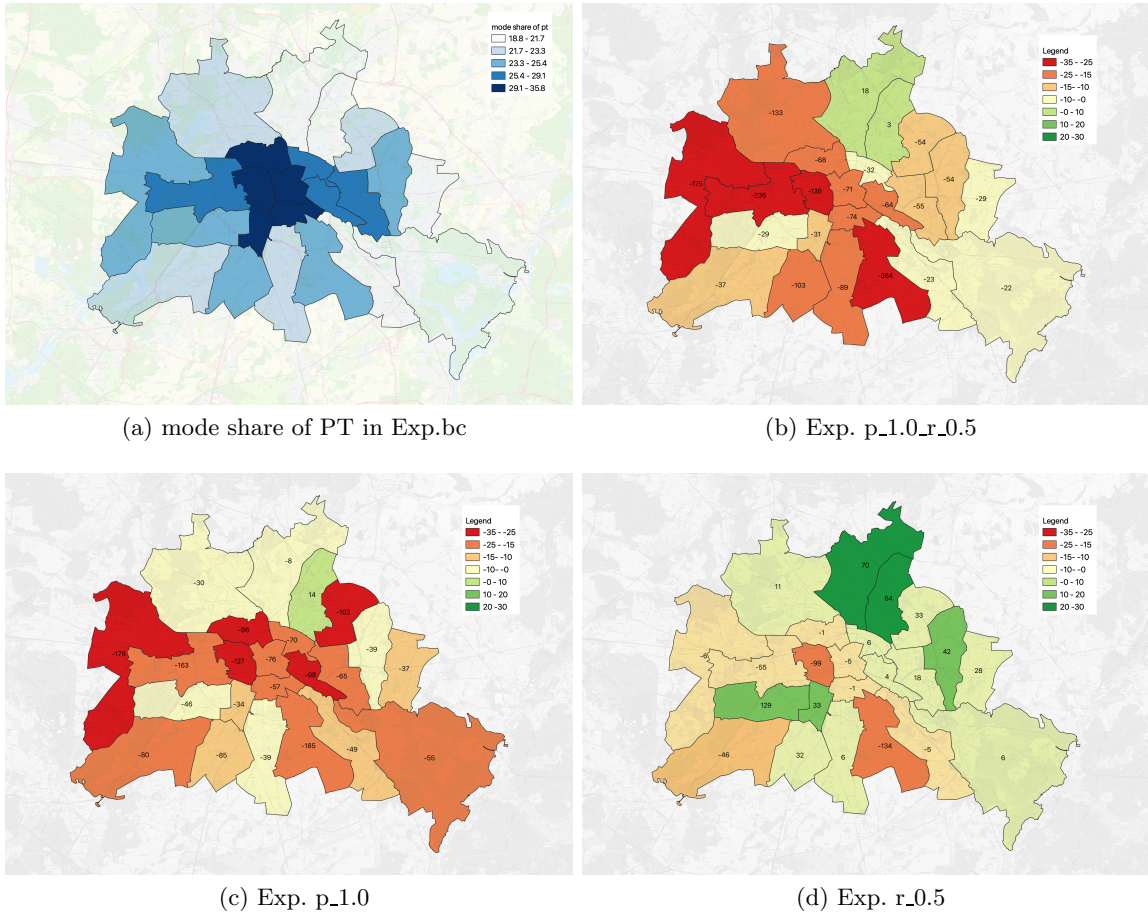 mode share of pt
18.8 - 21.7
21.7 - 23.3
23.3 - 25.4
25.4 - 29.1
29.1 - 35.8
(a) mode share of PT in Exp.bc
Legend
-35 - -25
-25 - -15
-15 - -10
-10- -0
-0 - 10
10 - 20
20 -30
18
3
-133
-54
-68
-32
-54
-175
-236
-136
-71
-64
-55
-29
-74
-29
-31
-37
-103
-89
-264
-23
-22
(b) Exp. p_1.0_r_0.5
Legend
-35 - -25
-25 - -15
-15 - -10
-10- -0
-0 - 10
10 - 20
20 -30
-8
-30
14
-103
-96
-70
-39
-178
-163
-127
-76
-98
-65
-37
-57
-46
-34
-80
-85
-39
-185
-49
-55
(c) Exp. p_1.0
Legend
-35 - -25
-25 - -15
-15 - -10
-10- -0
-0 - 10
10 - 20
20 -30
70
11
64
33
-1
6
42
-6
-55
-99
-5
4
18
28
-1
129
33
-46
32
6
-134
-5
6
(d) Exp. r_0.5